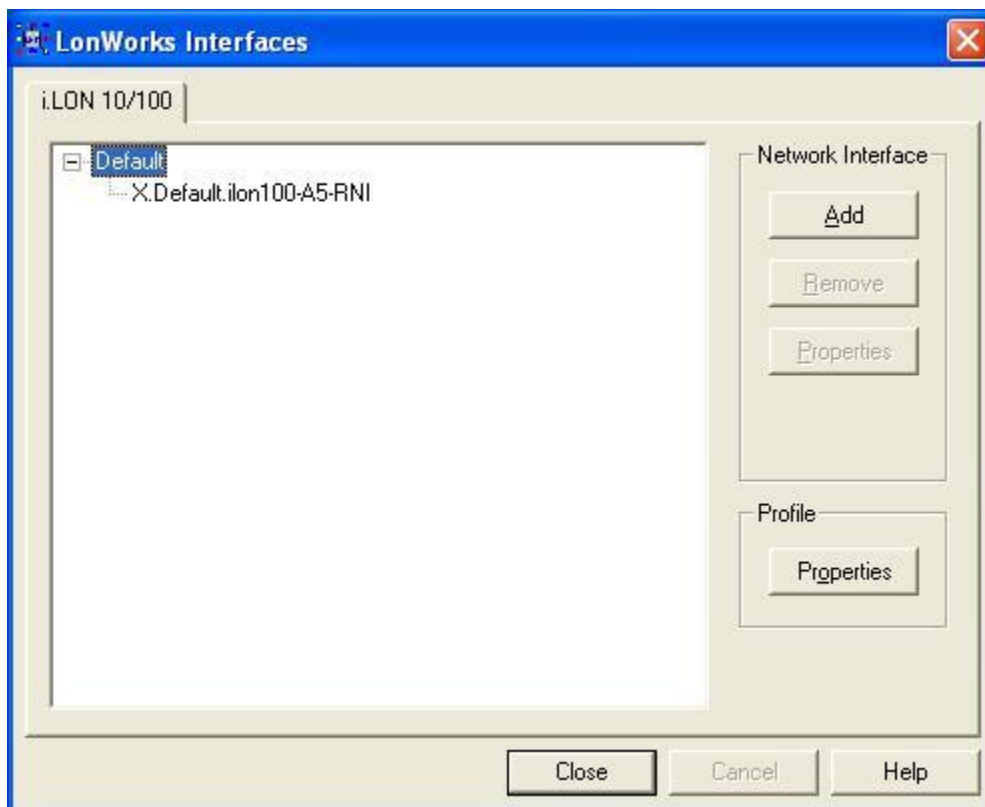 LonWorks Interfaces
i.LON 10/100
Default
X.Default.ilon100-A5-RNI
Network Interface
Add
Remove
Properties
Profile
Properties
Close
Cancel
Help